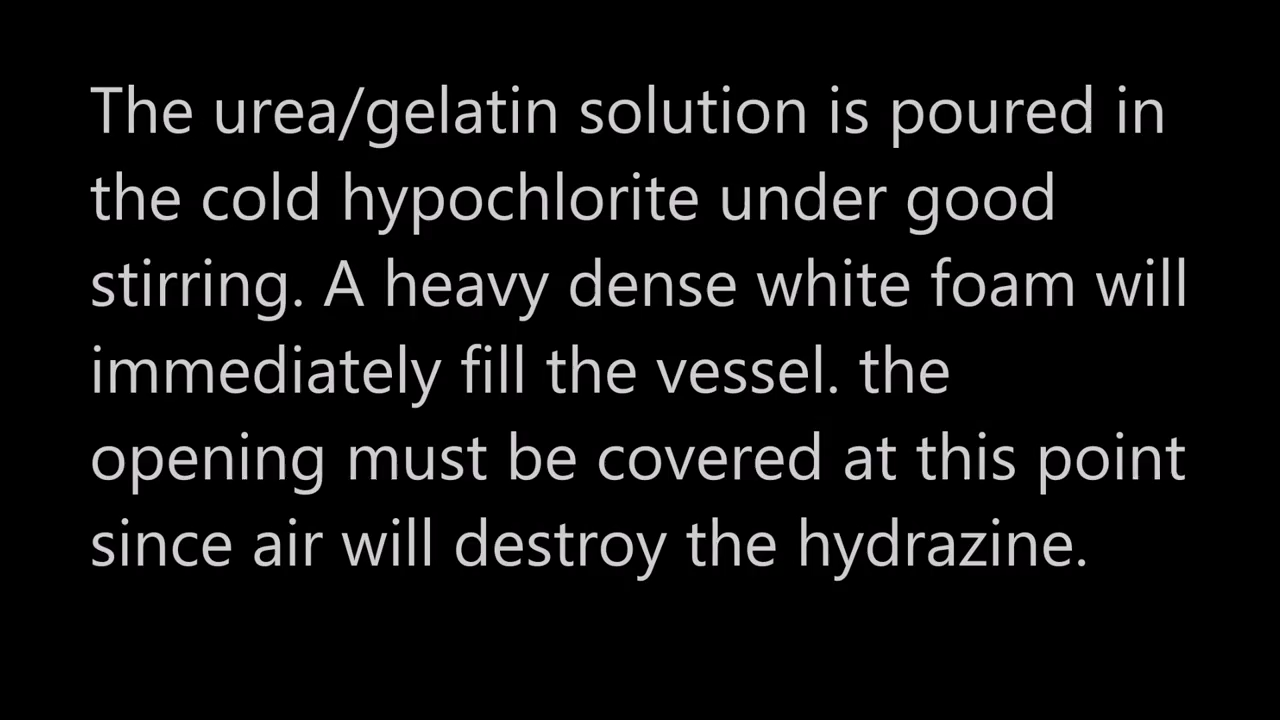 The urea/gelatin solution is poured in
the cold hypochlorite under good
stirring. A heavy dense white foam will
immediately fill the vessel. the
opening must be covered at this point
since air will destroy the hydrazine.